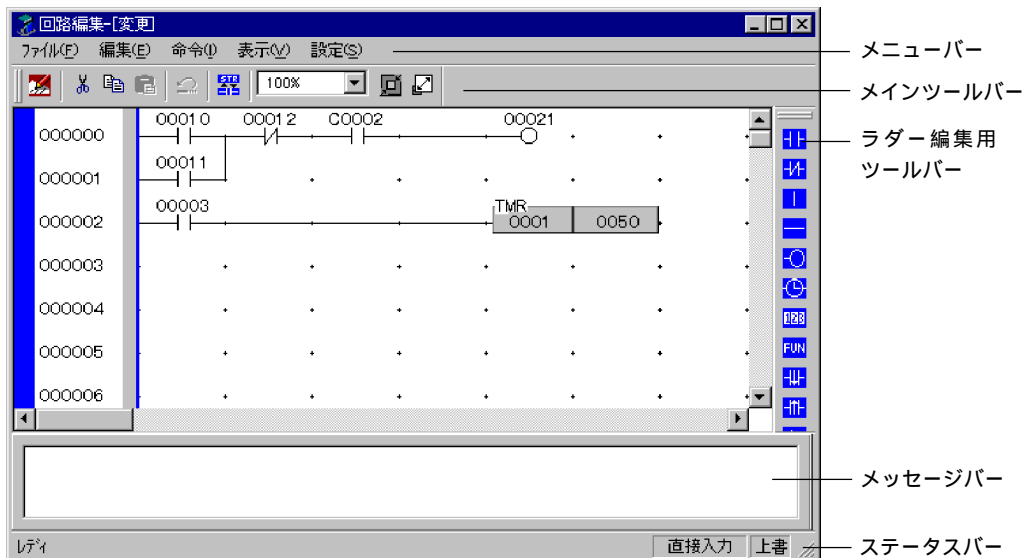 回路編集-[変更]
ファイル(F) 編集(E) 命令(I) 表示(V) 設定(S)
メニューバー
STR
100%
メインツールバー
00010 00012 C0002 00021
000000
ラダー編集用
ツールバー
00011
000001
00003
TMR
000002
0001 0050
000003
000004
123
000005
FUN
000006
メッセージバー
レディ 直接入力 上書
ステータスバー